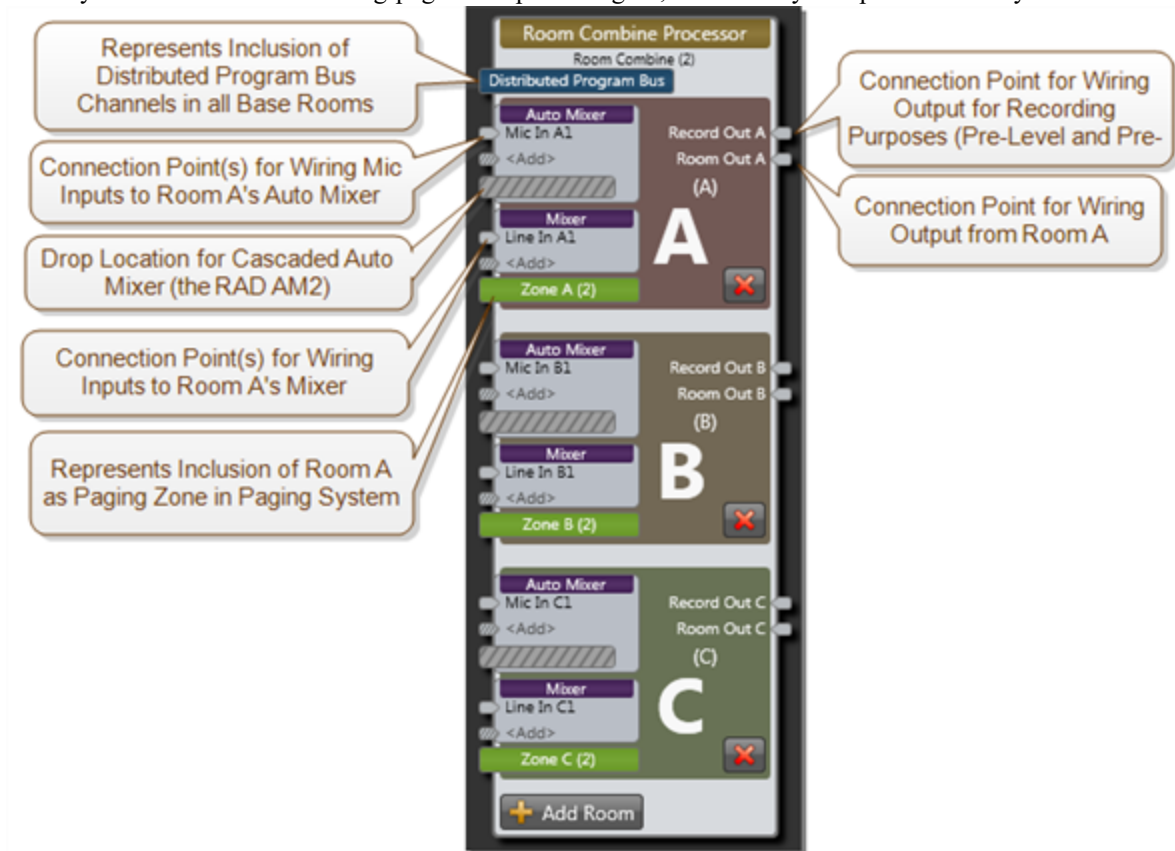 Room Combine Processor
Room Combine (2)
Distributed Program Bus
Represents Inclusion of
Distributed Program Bus
Channels in all Base Rooms
Connection Point(s) for Wiring Mic
Inputs to Room A's Auto Mixer
Drop Location for Cascaded Auto
Mixer (the RAD AM2)
Connection Point(s) for Wiring
Inputs to Room A's Mixer
Represents Inclusion of Room A
as Paging Zone in Paging System
Auto Mixer
Mic In A1
<Add>
Mixer
Line In A1
<Add>
Zone A (2)
Record Out A
Room Out A
(A)
A
Connection Point for Wiring
Output for Recording
Purposes (Pre-Level and Pre-
Connection Point for Wiring
Output from Room A
Auto Mixer
Mic In B1
<Add>
Mixer
Line In B1
<Add>
Zone B (2)
Record Out B
Room Out B
(B)
B
Auto Mixer
Mic In C1
<Add>
Mixer
Line In C1
<Add>
Zone C (2)
Record Out C
Room Out C
(C)
C
Add Room